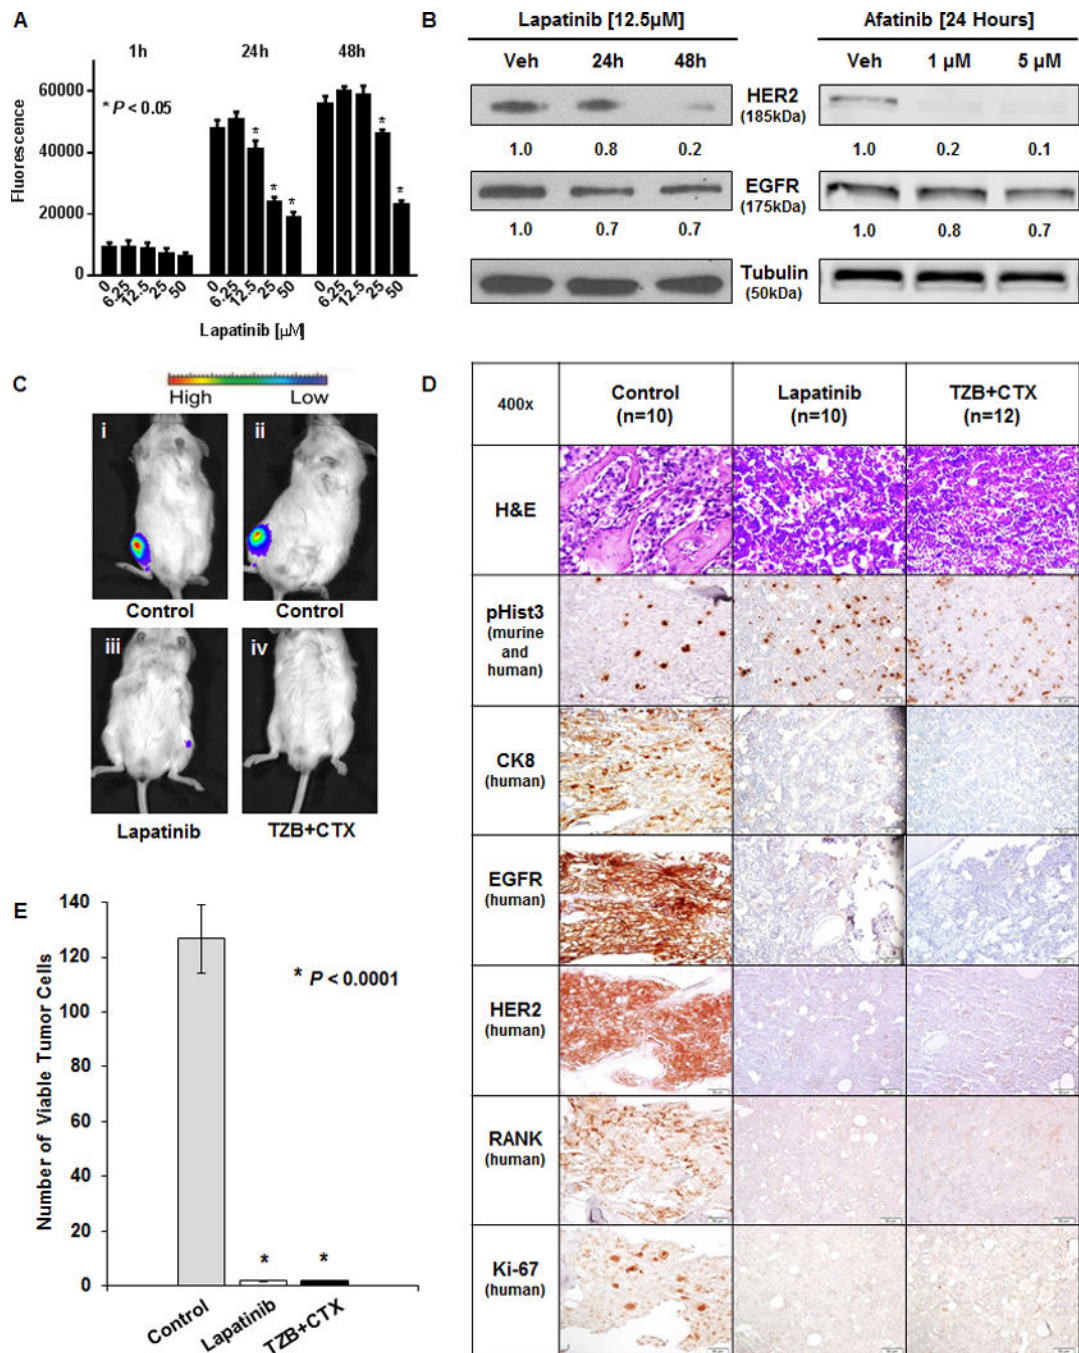 A
1h 24h 48h
* P < 0.05
Fluorescence
60000
40000
20000
0
0 6.25 12.5 25 50 0 6.25 12.5 25 50 0 6.25 12.5 25 50
* * * * *
Lapatinib [µM]
B
Lapatinib [12.5µM] Afatinib [24 Hours]
Veh 24h 48h Veh 1 µM 5 µM
HER2
(185kDa)
1.0 0.8 0.2 1.0 0.2 0.1
EGFR
(175kDa)
1.0 0.7 0.7 1.0 0.8 0.7
Tubulin
(50kDa)
C
High Low
i ii
Control Control
iii iv
Lapatinib TZB+CTX
D
400x Control Lapatinib TZB+CTX
(n=10) (n=10) (n=12)
H&E
pHist3
(murine
and
human)
CK8
(human)
EGFR
(human)
HER2
(human)
RANK
(human)
Ki-67
(human)
E
Number of Viable Tumor Cells
140
120
100
80
60
40
20
0
* P < 0.0001
* *
Control Lapatinib TZB+CTX